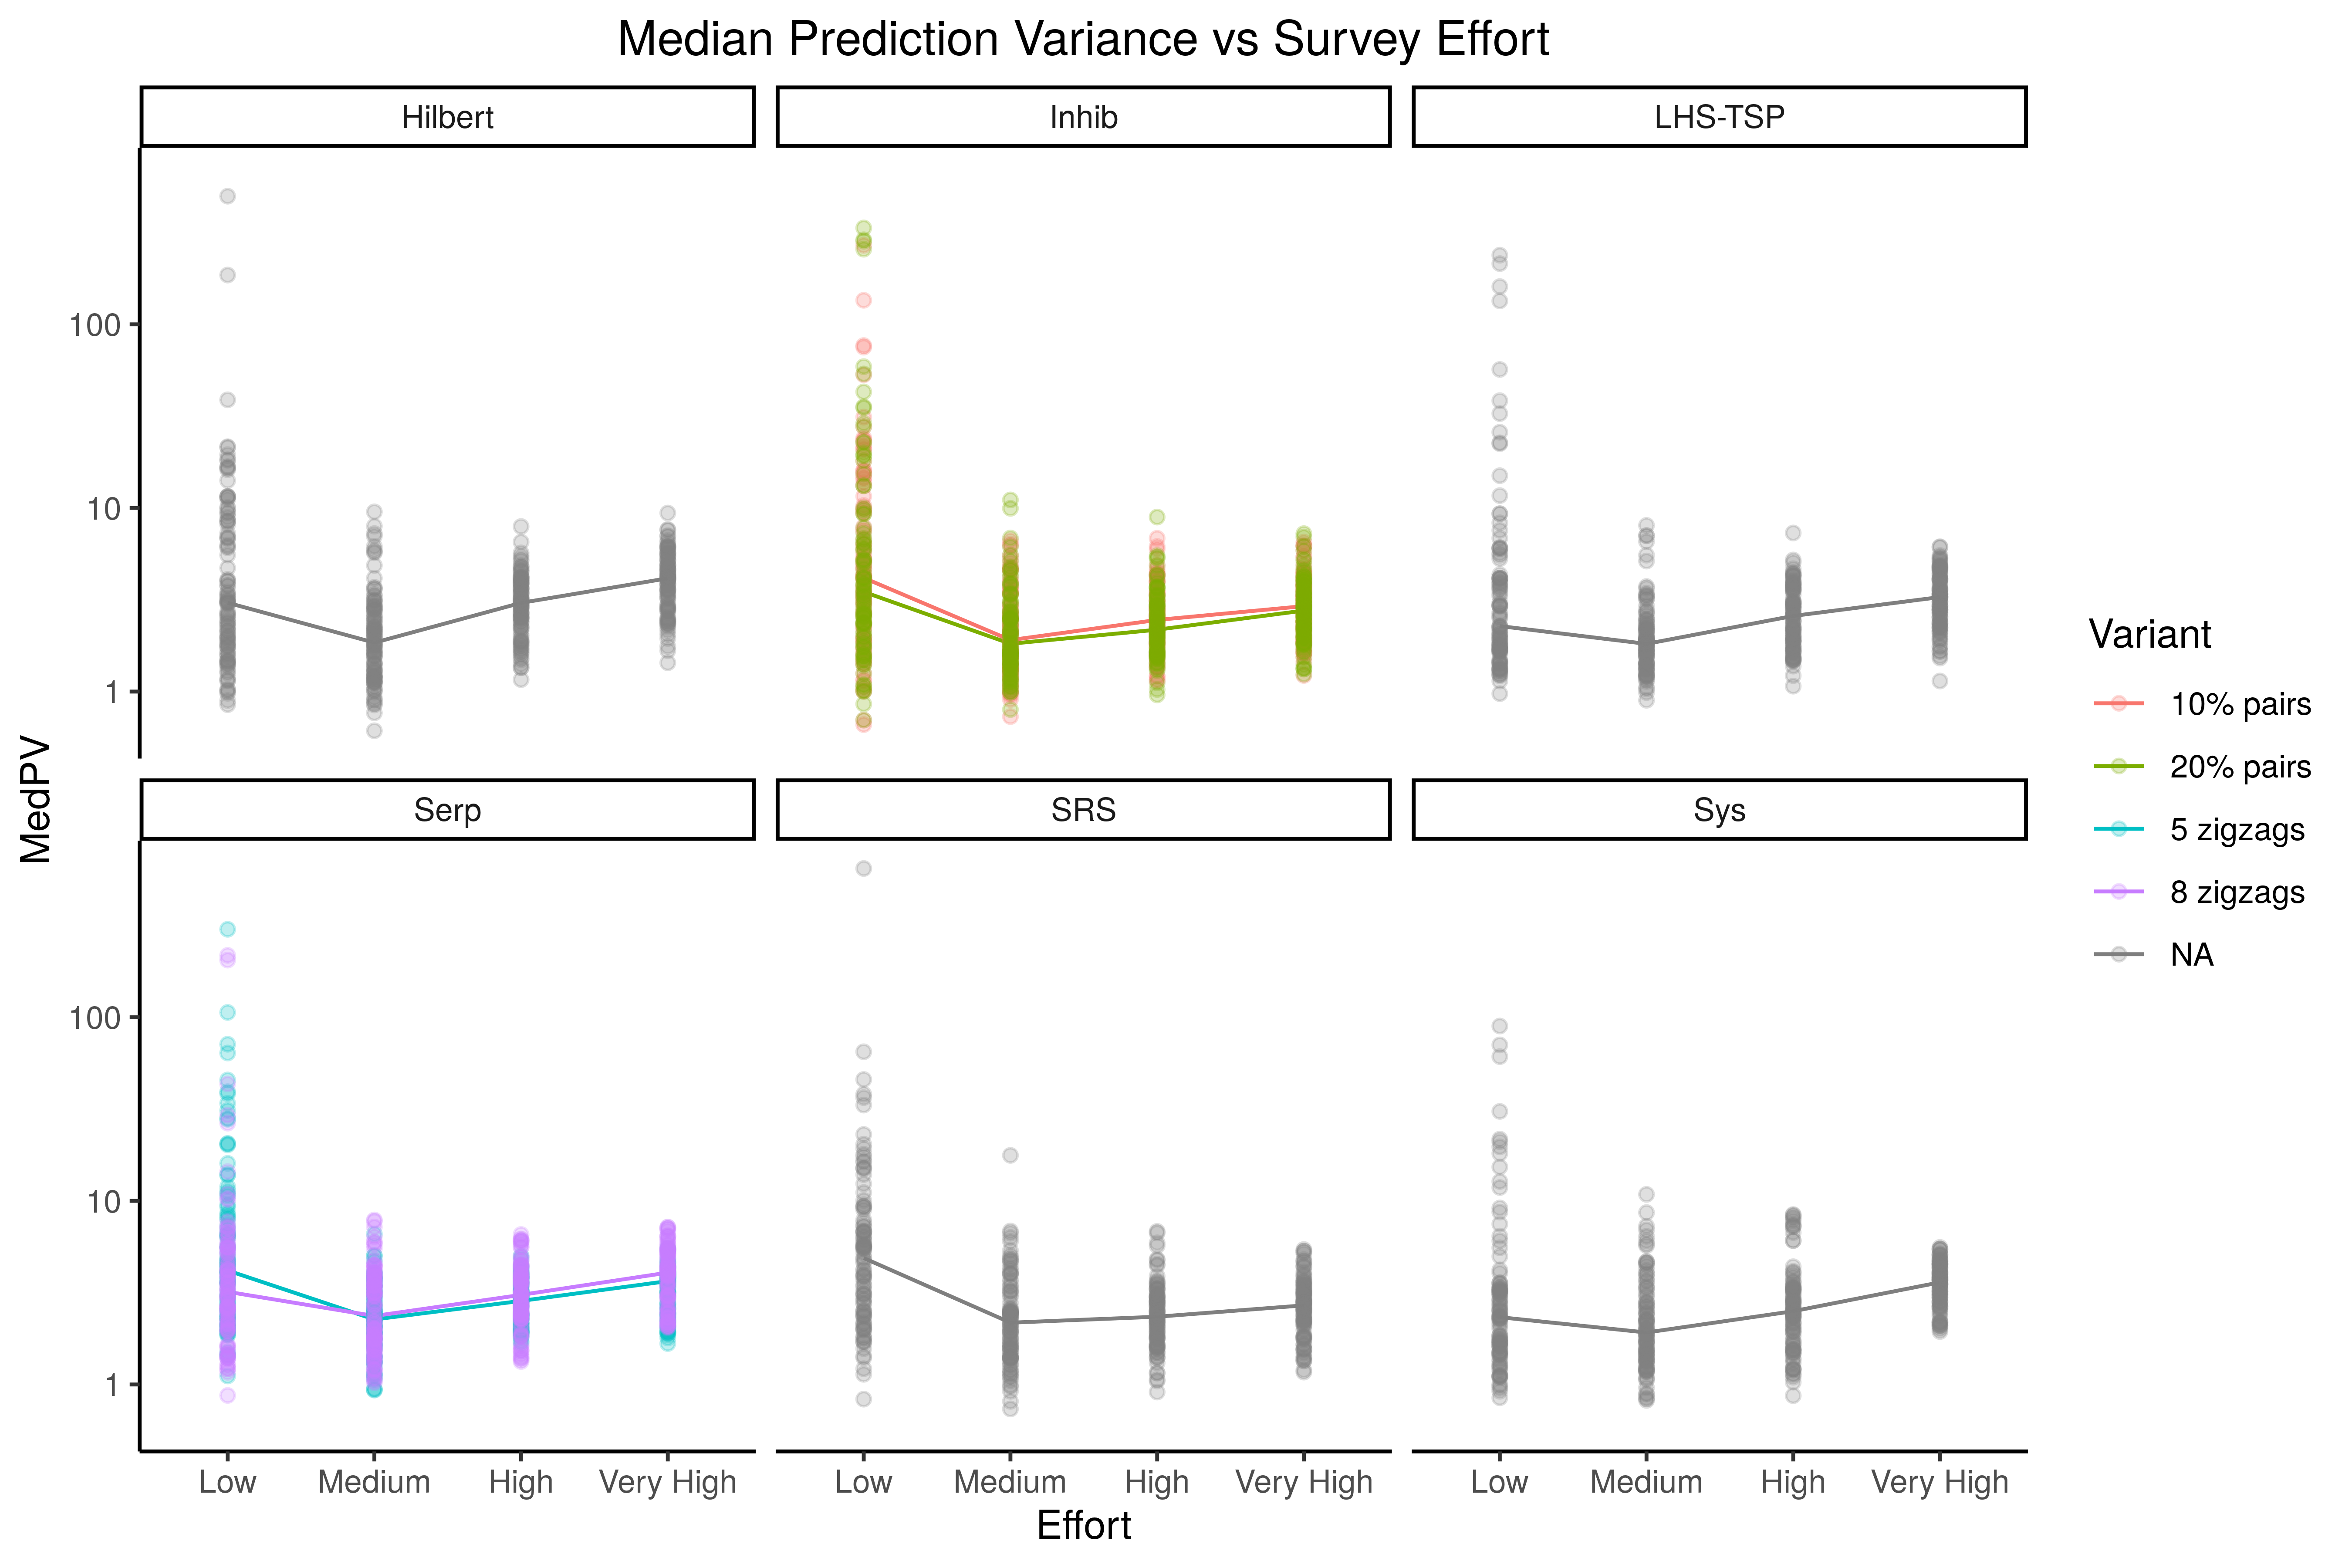 Median Prediction Variance vs Survey Effort
Hilbert
Inhib
LHS-TSP
100
10
1
Serp
SRS
Sys
100
10
1
MedPV
Low Medium High Very High
Low Medium High Very High
Low Medium High Very High
Effort
Variant
10% pairs
20% pairs
5 zigzags
8 zigzags
NA